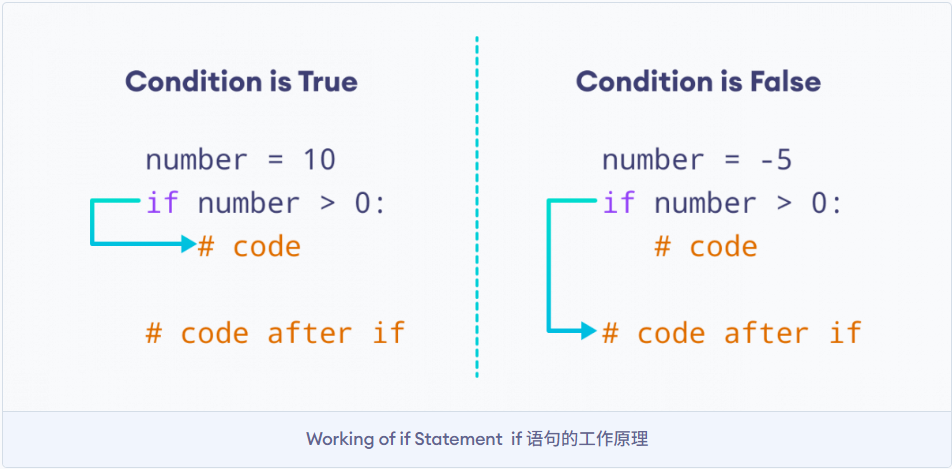 Condition is True
number = 10
if number > 0:
# code
# code after if
Condition is False
number = -5
if number > 0:
# code
# code after if
Working of if Statement if 语句的工作原理